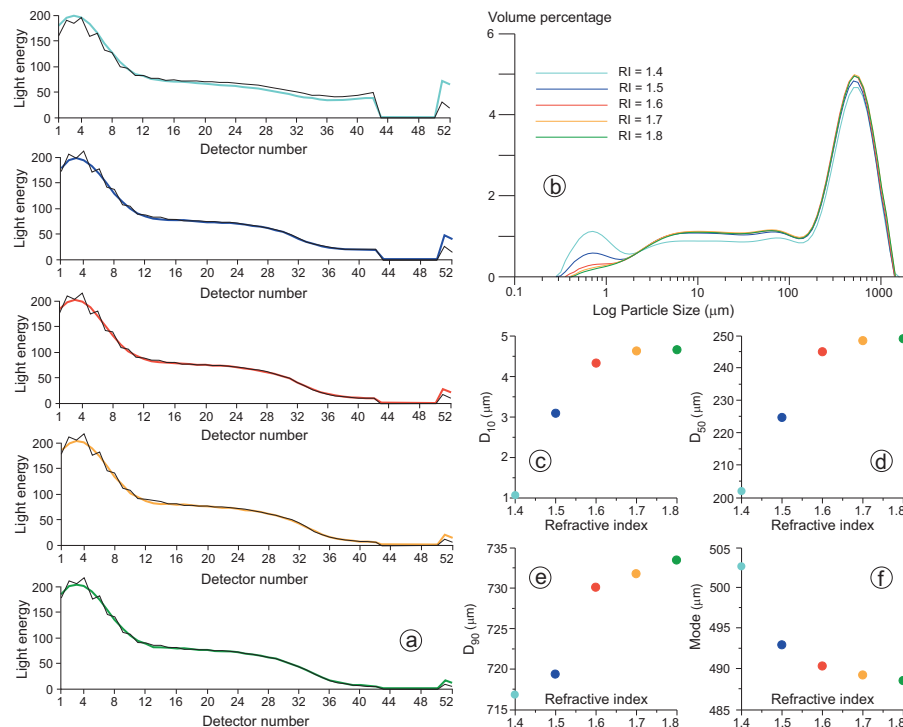 200
150
100
50
0
Light energy
1 4 8 12 16 20 24 28 32 36 40 44 48 52
Detector number
200
150
100
50
0
Light energy
1 4 8 12 16 20 24 28 32 36 40 44 48 52
Detector number
200
150
100
50
0
Light energy
1 4 8 12 16 20 24 28 32 36 40 44 48 52
Detector number
200
150
100
50
0
Light energy
1 4 8 12 16 20 24 28 32 36 40 44 48 52
Detector number
200
150
100
50
0
Light energy
a
1 4 8 12 16 20 24 28 32 36 40 44 48 52
Detector number
Volume percentage
6
4
2
0
RI = 1.4
RI = 1.5
RI = 1.6
RI = 1.7
RI = 1.8
b
0.1 1 10 100 1000
Log Particle Size (μm)
5
4
3
2
1
D10 (μm)
c
1.4 1.5 1.6 1.7 1.8
Refractive index
250
240
230
220
210
200
D50 (μm)
d
1.4 1.5 1.6 1.7 1.8
Refractive index
735
730
725
720
715
D90 (μm)
e
Refractive index
1.4 1.5 1.6 1.7 1.8
505
500
495
490
485
Mode (μm)
f
Refractive index
1.4 1.5 1.6 1.7 1.8